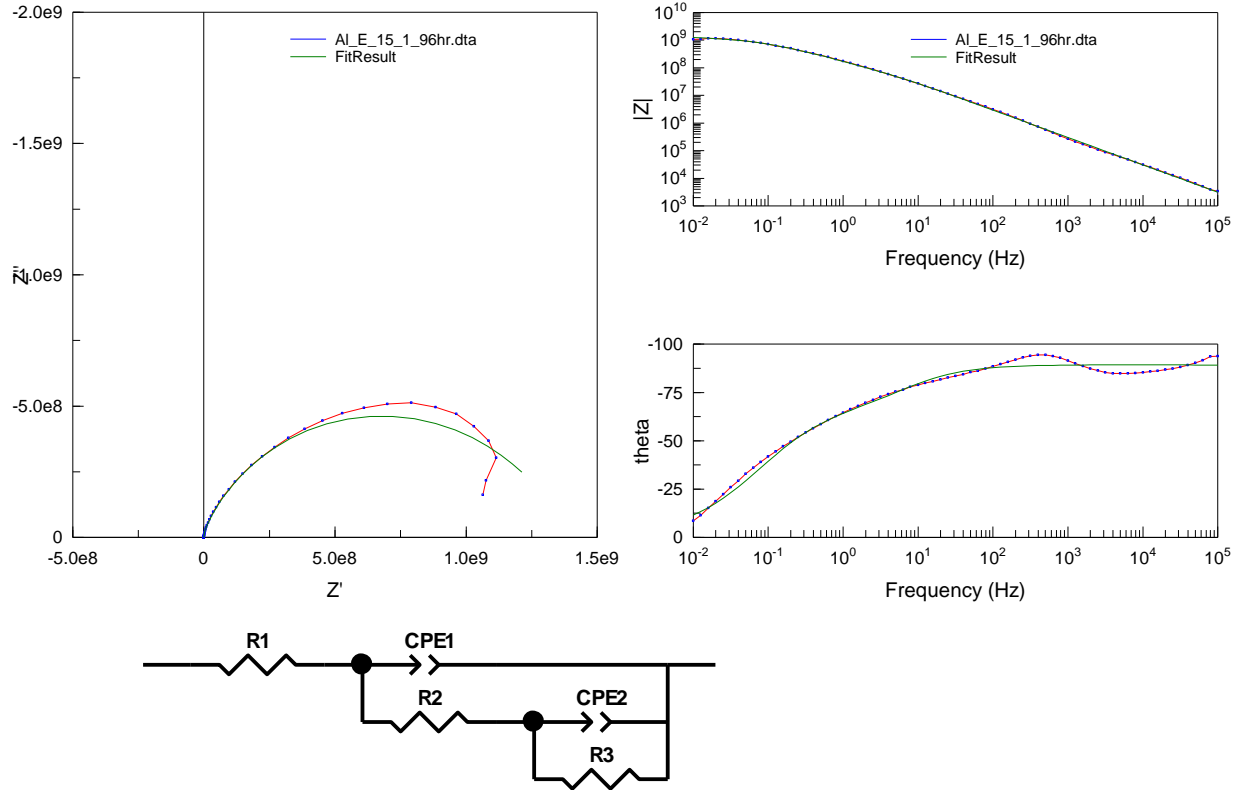 -2.0e9
-1.5e9
-1.0e9
-5.0e8
0
Z''
-5.0e8
0
5.0e8
1.0e9
1.5e9
Z'
Al_E_15_1_96hr.dta
FitResult
10^10
10^9
10^8
10^7
10^6
10^5
10^4
10^3
|Z|
Al_E_15_1_96hr.dta
FitResult
10^-2
10^-1
10^0
10^1
10^2
10^3
10^4
10^5
Frequency (Hz)
-100
-75
-50
-25
0
theta
10^-2
10^-1
10^0
10^1
10^2
10^3
10^4
10^5
Frequency (Hz)
R1
CPE1
R2
CPE2
R3